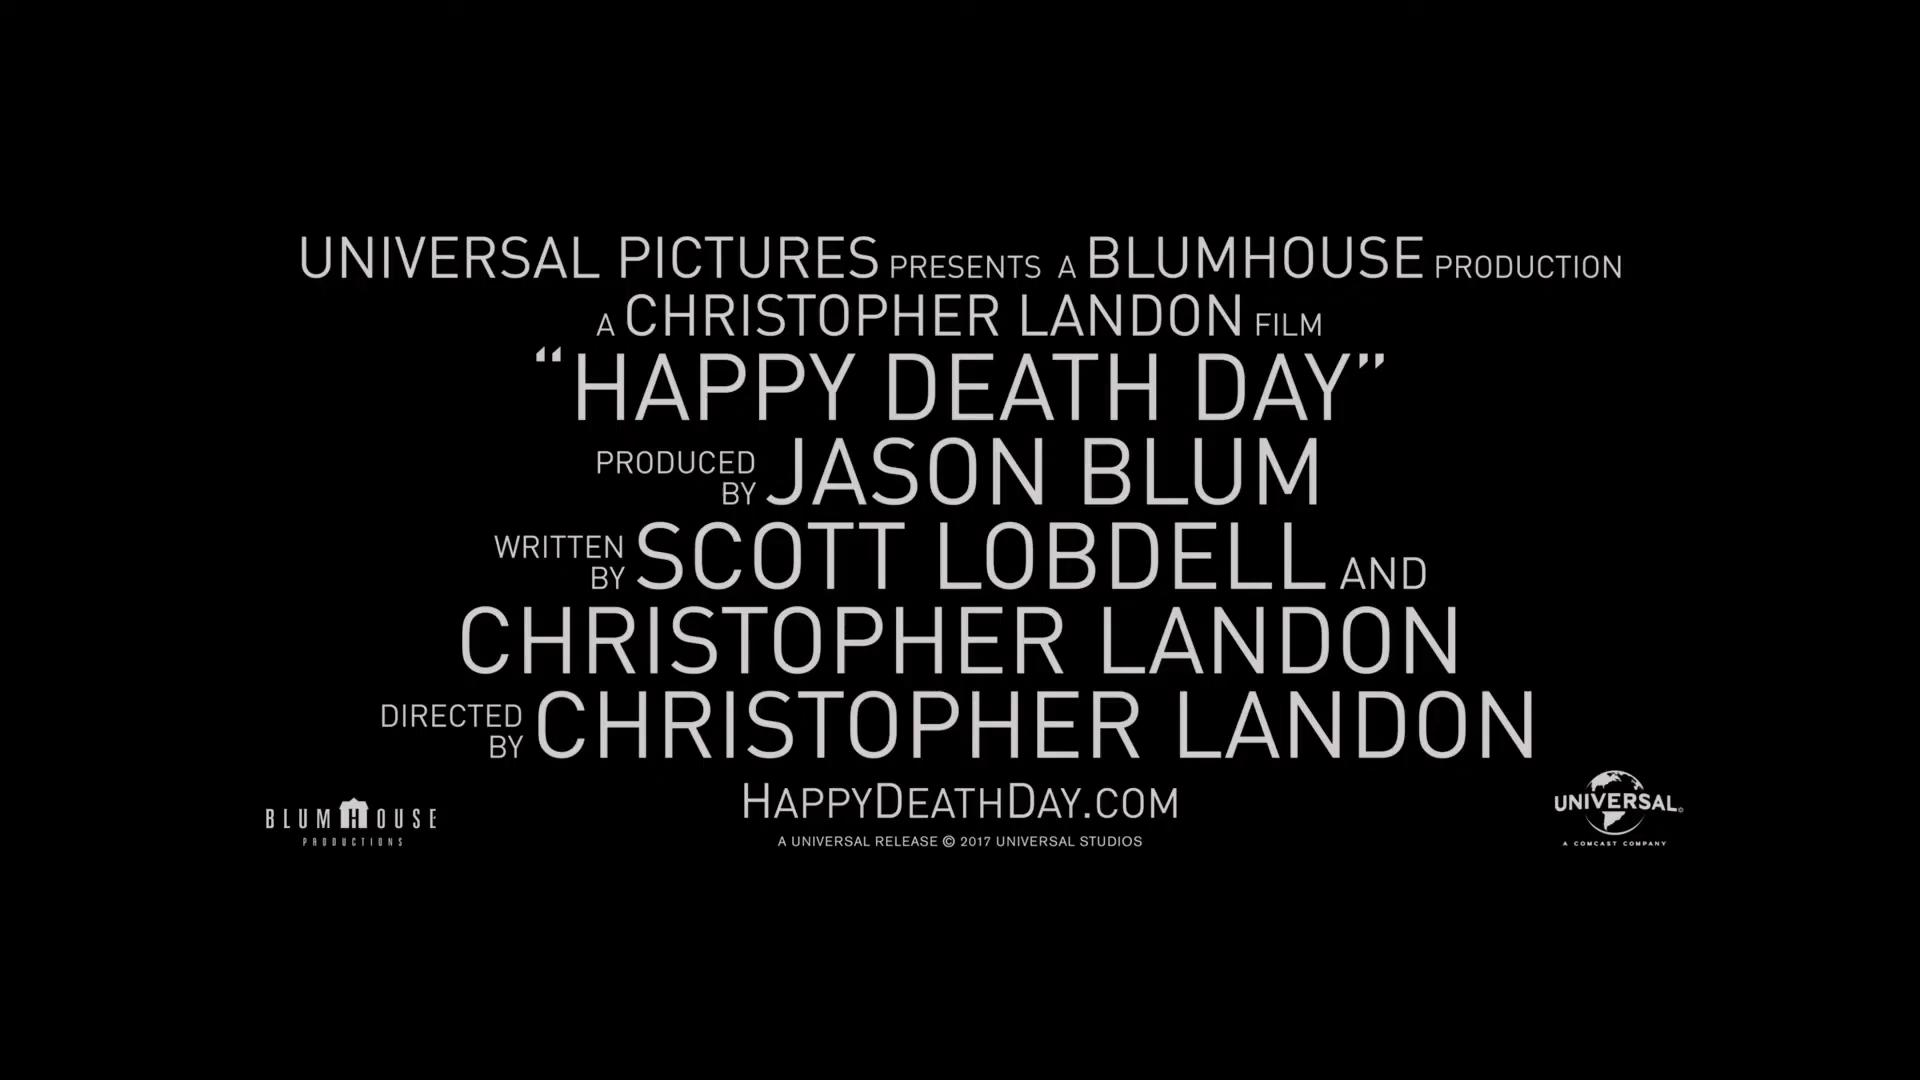 UNIVERSAL PICTURES PRESENTS A BLUMHOUSE PRODUCTION
A CHRISTOPHER LANDON FILM
“HAPPY DEATH DAY”
PRODUCED BY JASON BLUM
WRITTEN BY SCOTT LOBDELL AND
CHRISTOPHER LANDON
DIRECTED BY CHRISTOPHER LANDON
HAPPYDEATHDAY.COM
A UNIVERSAL RELEASE © 2017 UNIVERSAL STUDIOS
BLUMHOUSE
PRODUCTIONS
UNIVERSAL
A COMCAST COMPANY